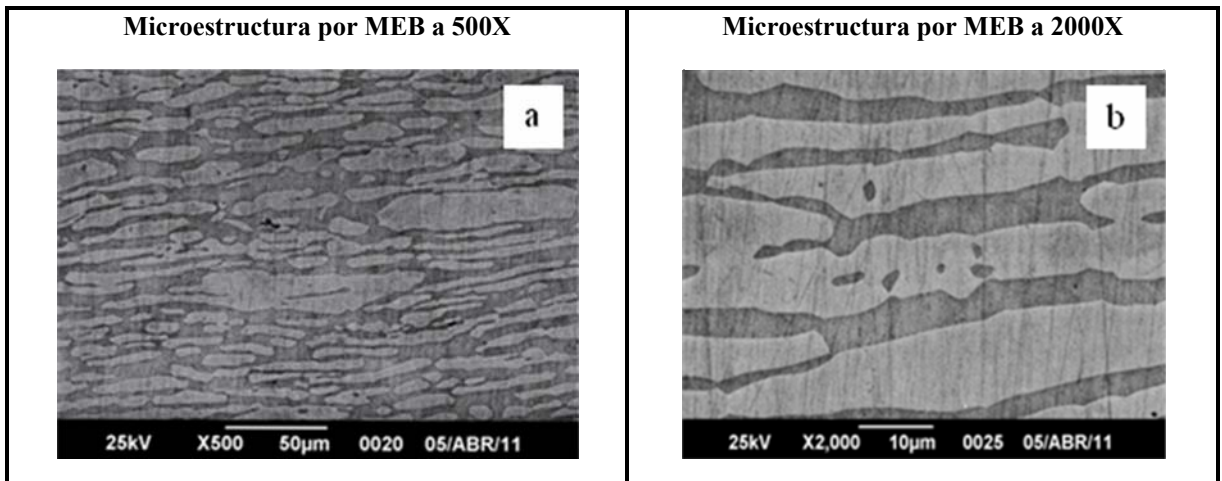 Microestructura por MEB a 500X
Microestructura por MEB a 2000X
a
b
25kV X500 50µm 0020 05/ABR/11
25kV X2,000 10µm 0025 05/ABR/11